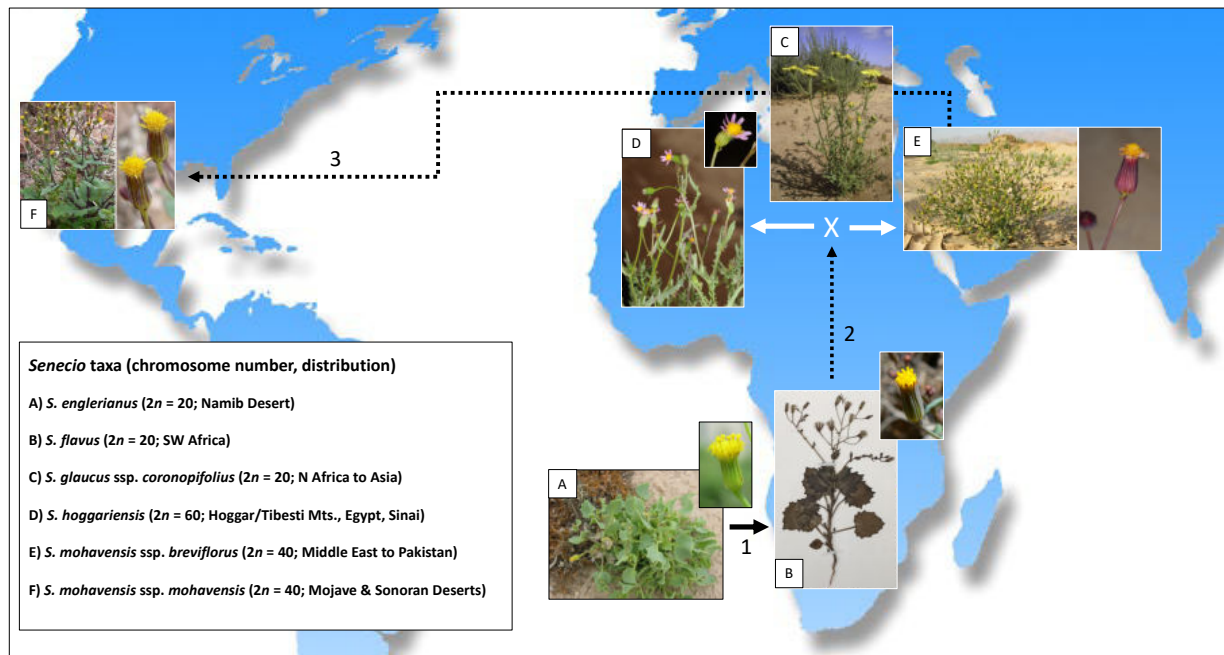 C
D
E
3
F
X
2
Senecio taxa (chromosome number, distribution)
A) S. englerianus (2n = 20; Namib Desert)
B) S. flavus (2n = 20; SW Africa)
C) S. glaucus ssp. coronopifolius (2n = 20; N Africa to Asia)
D) S. hoggariensis (2n = 60; Hoggar/Tibesti Mts., Egypt, Sinai)
E) S. mohavensis ssp. breviflorus (2n = 40; Middle East to Pakistan)
F) S. mohavensis ssp. mohavensis (2n = 40; Mojave & Sonoran Deserts)
A
1
B